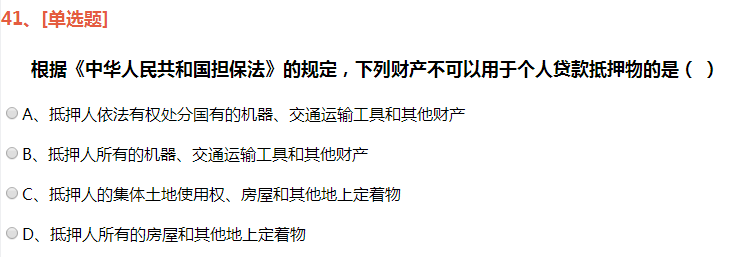 41、[单选题]
根据《中华人民共和国担保法》的规定，下列财产不可以用于个人贷款抵押物的是（ ）
A、抵押人依法有权处分国有的机器、交通运输工具和其他财产
B、抵押人所有的机器、交通运输工具和其他财产
C、抵押人的集体土地使用权、房屋和其他地上定着物
D、抵押人所有的房屋和其他地上定着物